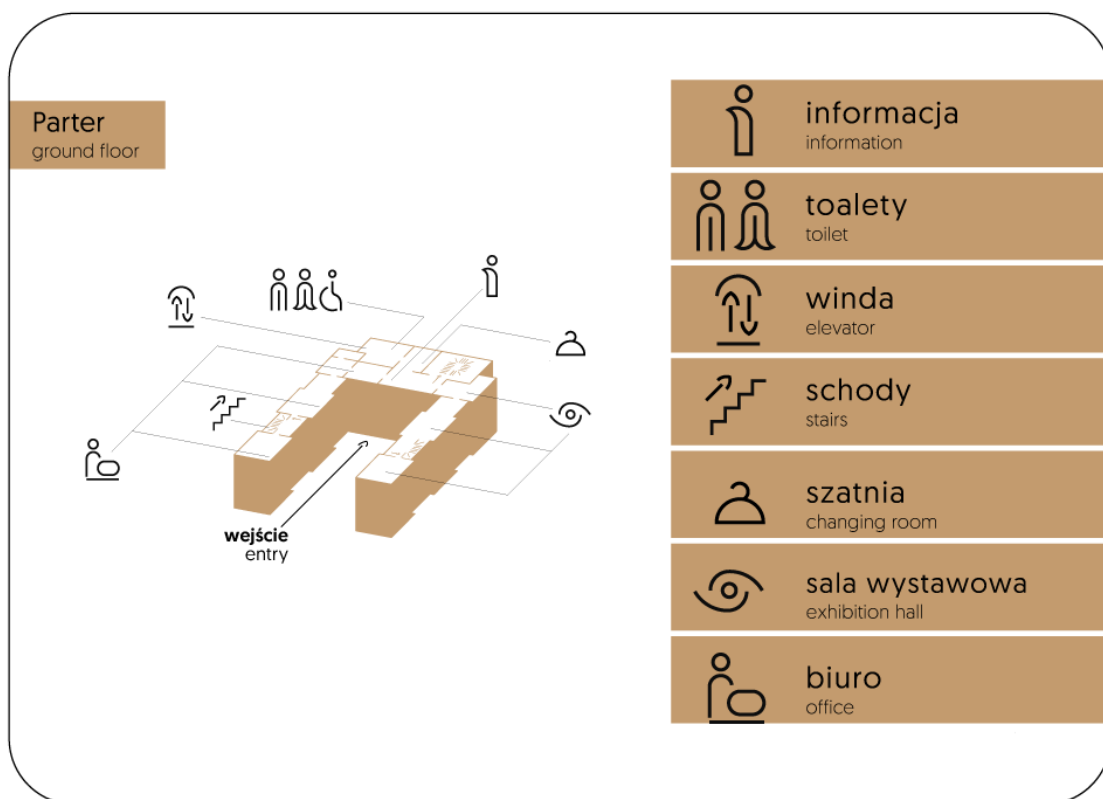 Parter
ground floor
wejście
entry
informacja
information
toalety
toilet
winda
elevator
schody
stairs
szatnia
changing room
sala wystawowa
exhibition hall
biuro
office